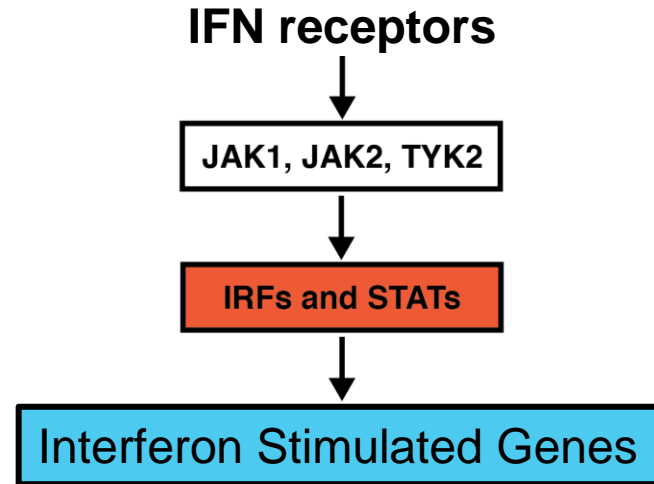 IFN receptors
JAK1, JAK2, TYK2
IRFs and STATs
Interferon Stimulated Genes